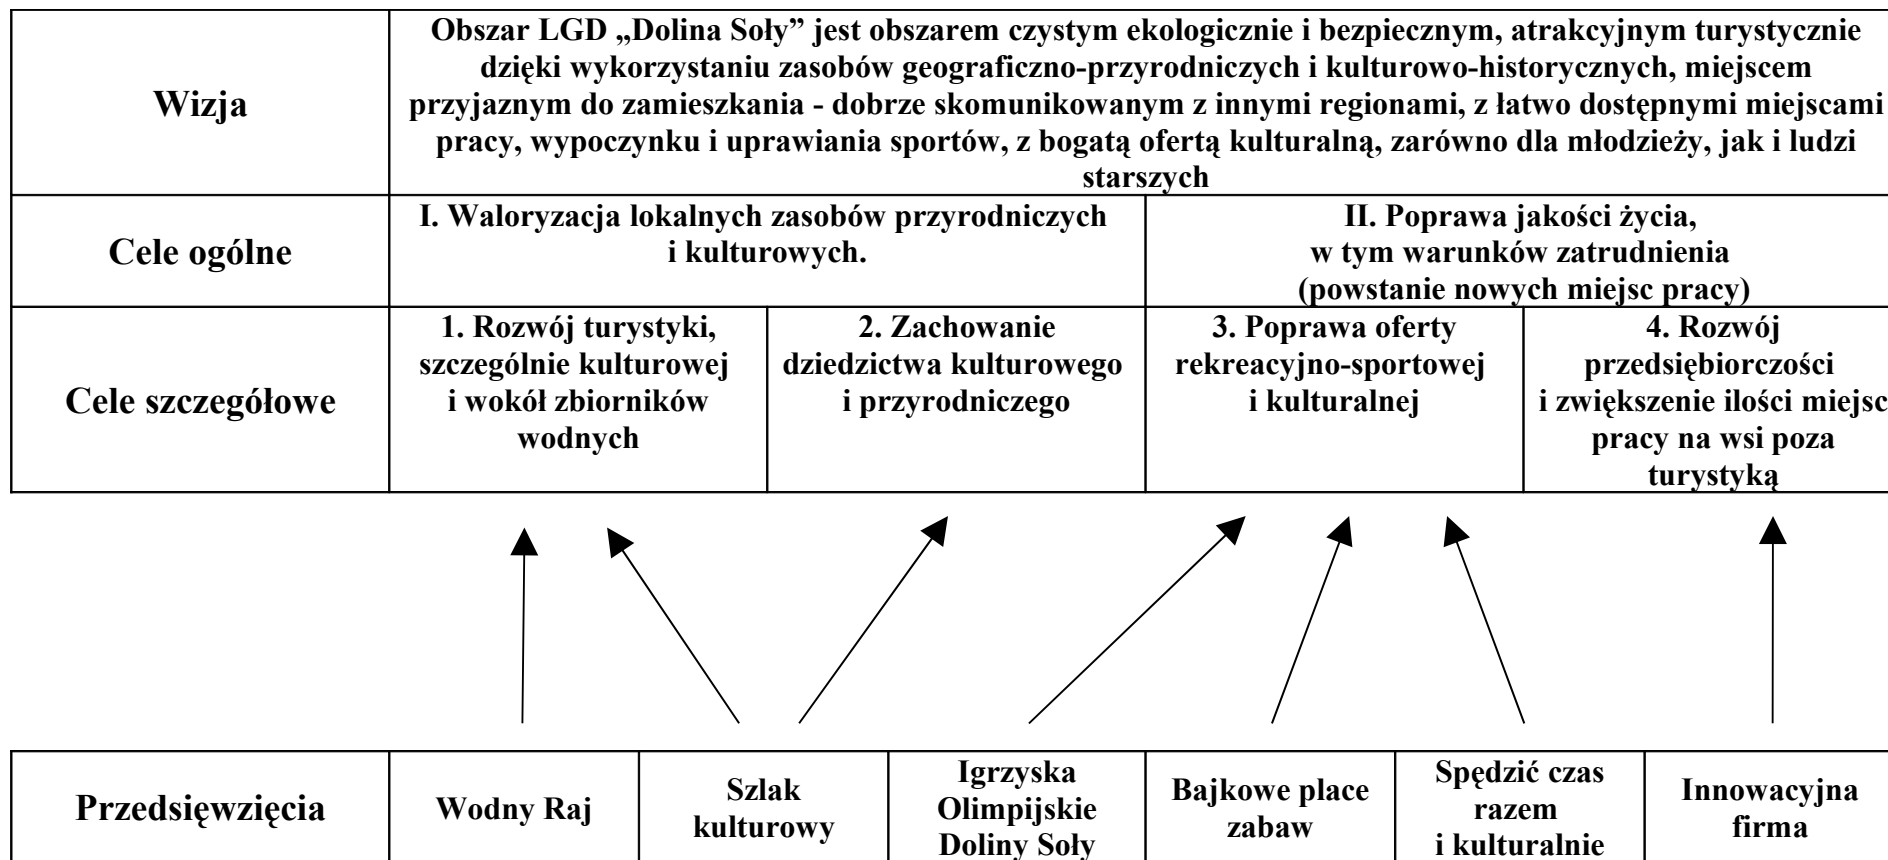 Wizja
Obszar LGD „Dolina Soły” jest obszarem czystym ekologicznie i bezpiecznym, atrakcyjnym turystycznie
dzięki wykorzystaniu zasobów geograficzno-przyrodniczych i kulturowo-historycznych, miejscem
przyjaznym do zamieszkania - dobrze skomunikowanym z innymi regionami, z łatwo dostępnymi miejscami
pracy, wypoczynku i uprawiania sportów, z bogatą ofertą kulturalną, zarówno dla młodzieży, jak i ludzi
starszych
Cele ogólne
I. Waloryzacja lokalnych zasobów przyrodniczych
i kulturowych.
II. Poprawa jakości życia,
w tym warunków zatrudnienia
(powstanie nowych miejsc pracy)
Cele szczegółowe
1. Rozwój turystyki,
szczególnie kulturowej
i wokół zbiorników
wodnych
2. Zachowanie
dziedzictwa kulturowego
i przyrodniczego
3. Poprawa oferty
rekreacyjno-sportowej
i kulturalnej
4. Rozwój
przedsiębiorczości
i zwiększenie ilości miejsc
pracy na wsi poza
turystyką
Przedsięwzięcia
Wodny Raj
Szlak
kulturowy
Igrzyska
Olimpijskie
Doliny Soły
Bajkowe place
zabaw
Spędzić czas
razem
i kulturalnie
Innowacyjna
firma